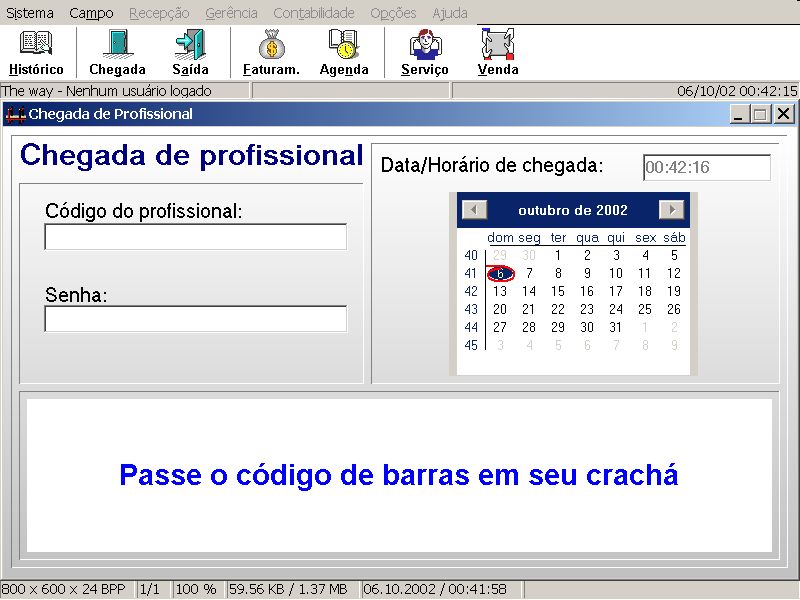 Sistema Campo Recepção Gerência Contabilidade Opções Ajuda
Histórico Chegada Saída Faturam. Agenda Serviço Venda
The way - Nenhum usuário logado 06/10/02 00:42:15
Chegada de Profissional
Chegada de profissional
Data/Horário de chegada: 00:42:16
Código do profissional:
Senha:
outubro de 2002
dom seg ter qua qui sex sáb
40 29 30 1 2 3 4 5
41 6 7 8 9 10 11 12
42 13 14 15 16 17 18 19
43 20 21 22 23 24 25 26
44 27 28 29 30 31 1 2
45 3 4 5 6 7 8 9
Passe o código de barras em seu crachá
800 x 600 x 24 BPP 1/1 100 % 59.56 KB / 1.37 MB 06.10.2002 / 00:41:58